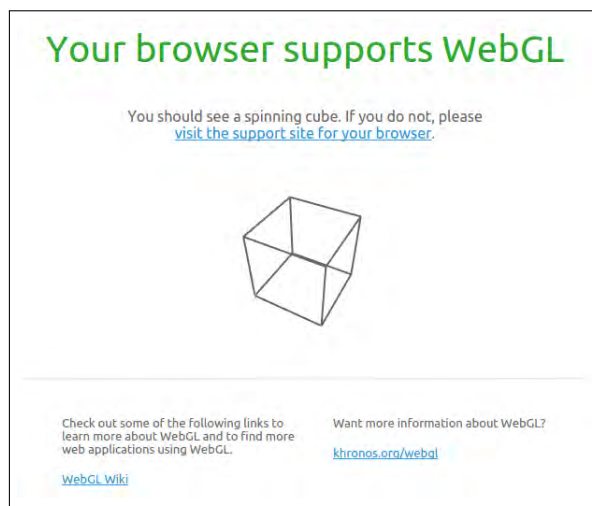 Your browser supports WebGL
You should see a spinning cube. If you do not, please
visit the support site for your browser.
Check out some of the following links to
learn more about WebGL and to find more
web applications using WebGL.
WebGL Wiki
Want more information about WebGL?
khronos.org/webgl